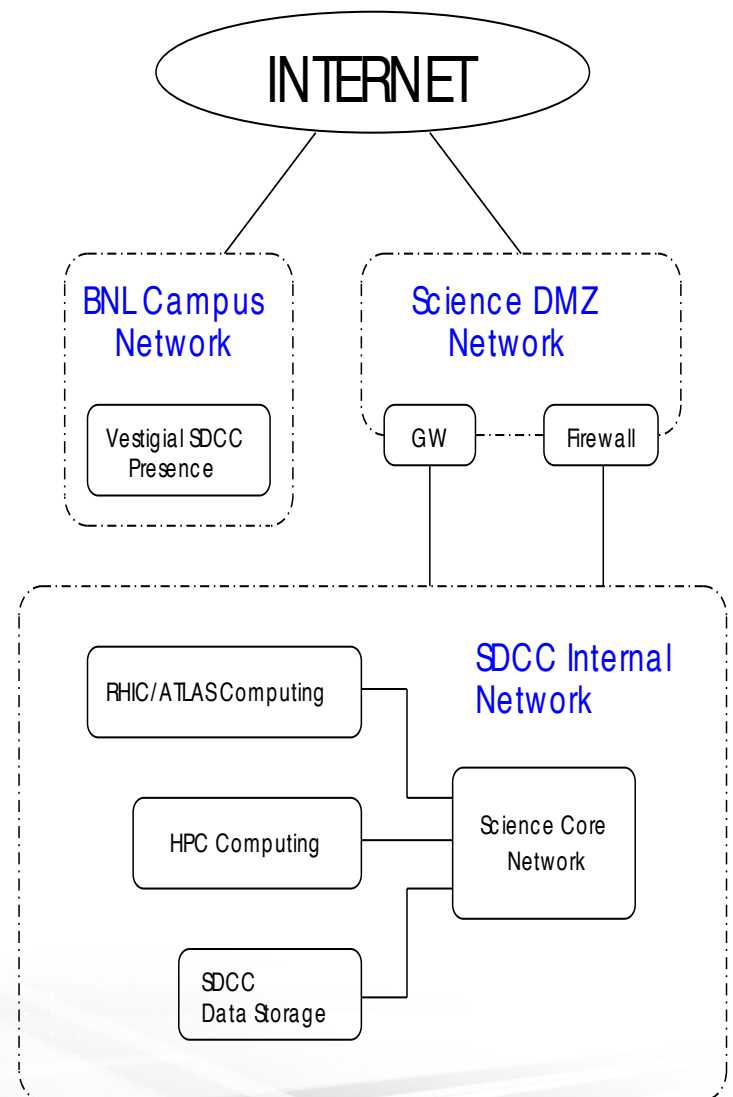 INTERNET
BNL Campus
Network
Science DMZ
Network
Vestigial SDCC
Presence
GW
Firewall
SDCC Internal
Network
RHIC/ATLAS Computing
HPC Computing
Science Core
Network
SDCC
Data Storage